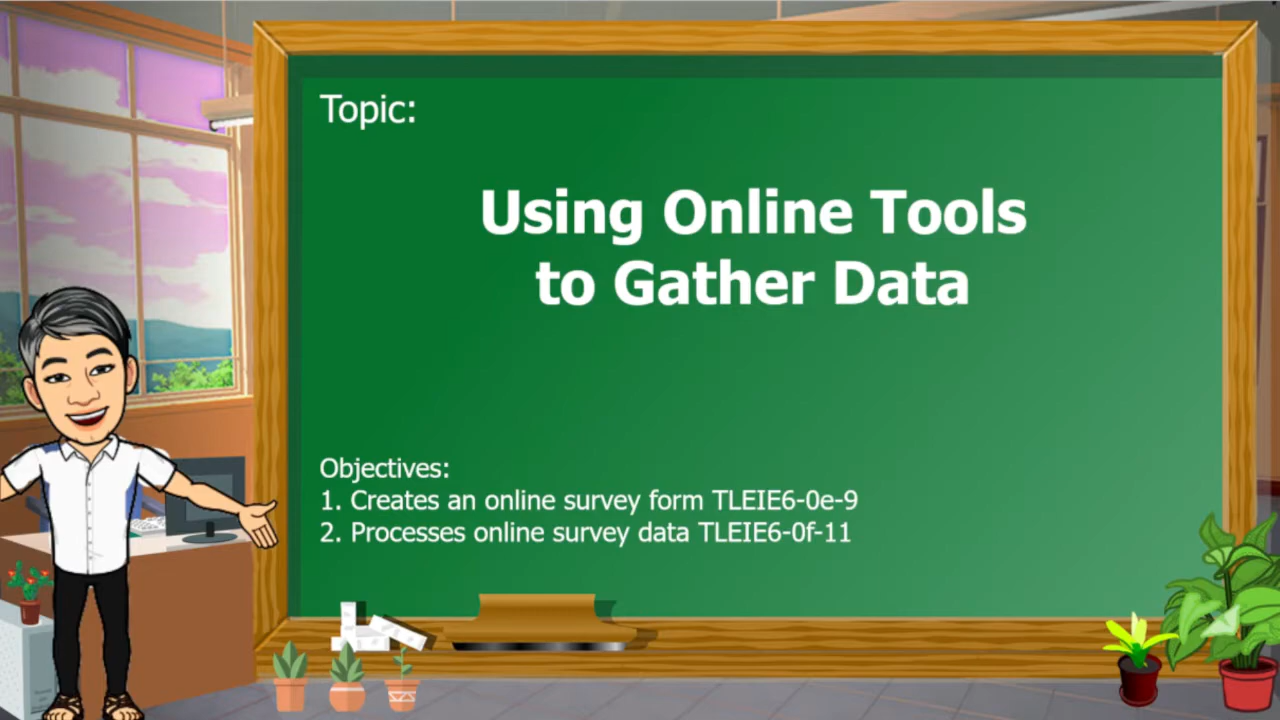 Topic:
Using Online Tools
to Gather Data
Objectives:
1. Creates an online survey form TLEIE6-0e-9
2. Processes online survey data TLEIE6-0f-11